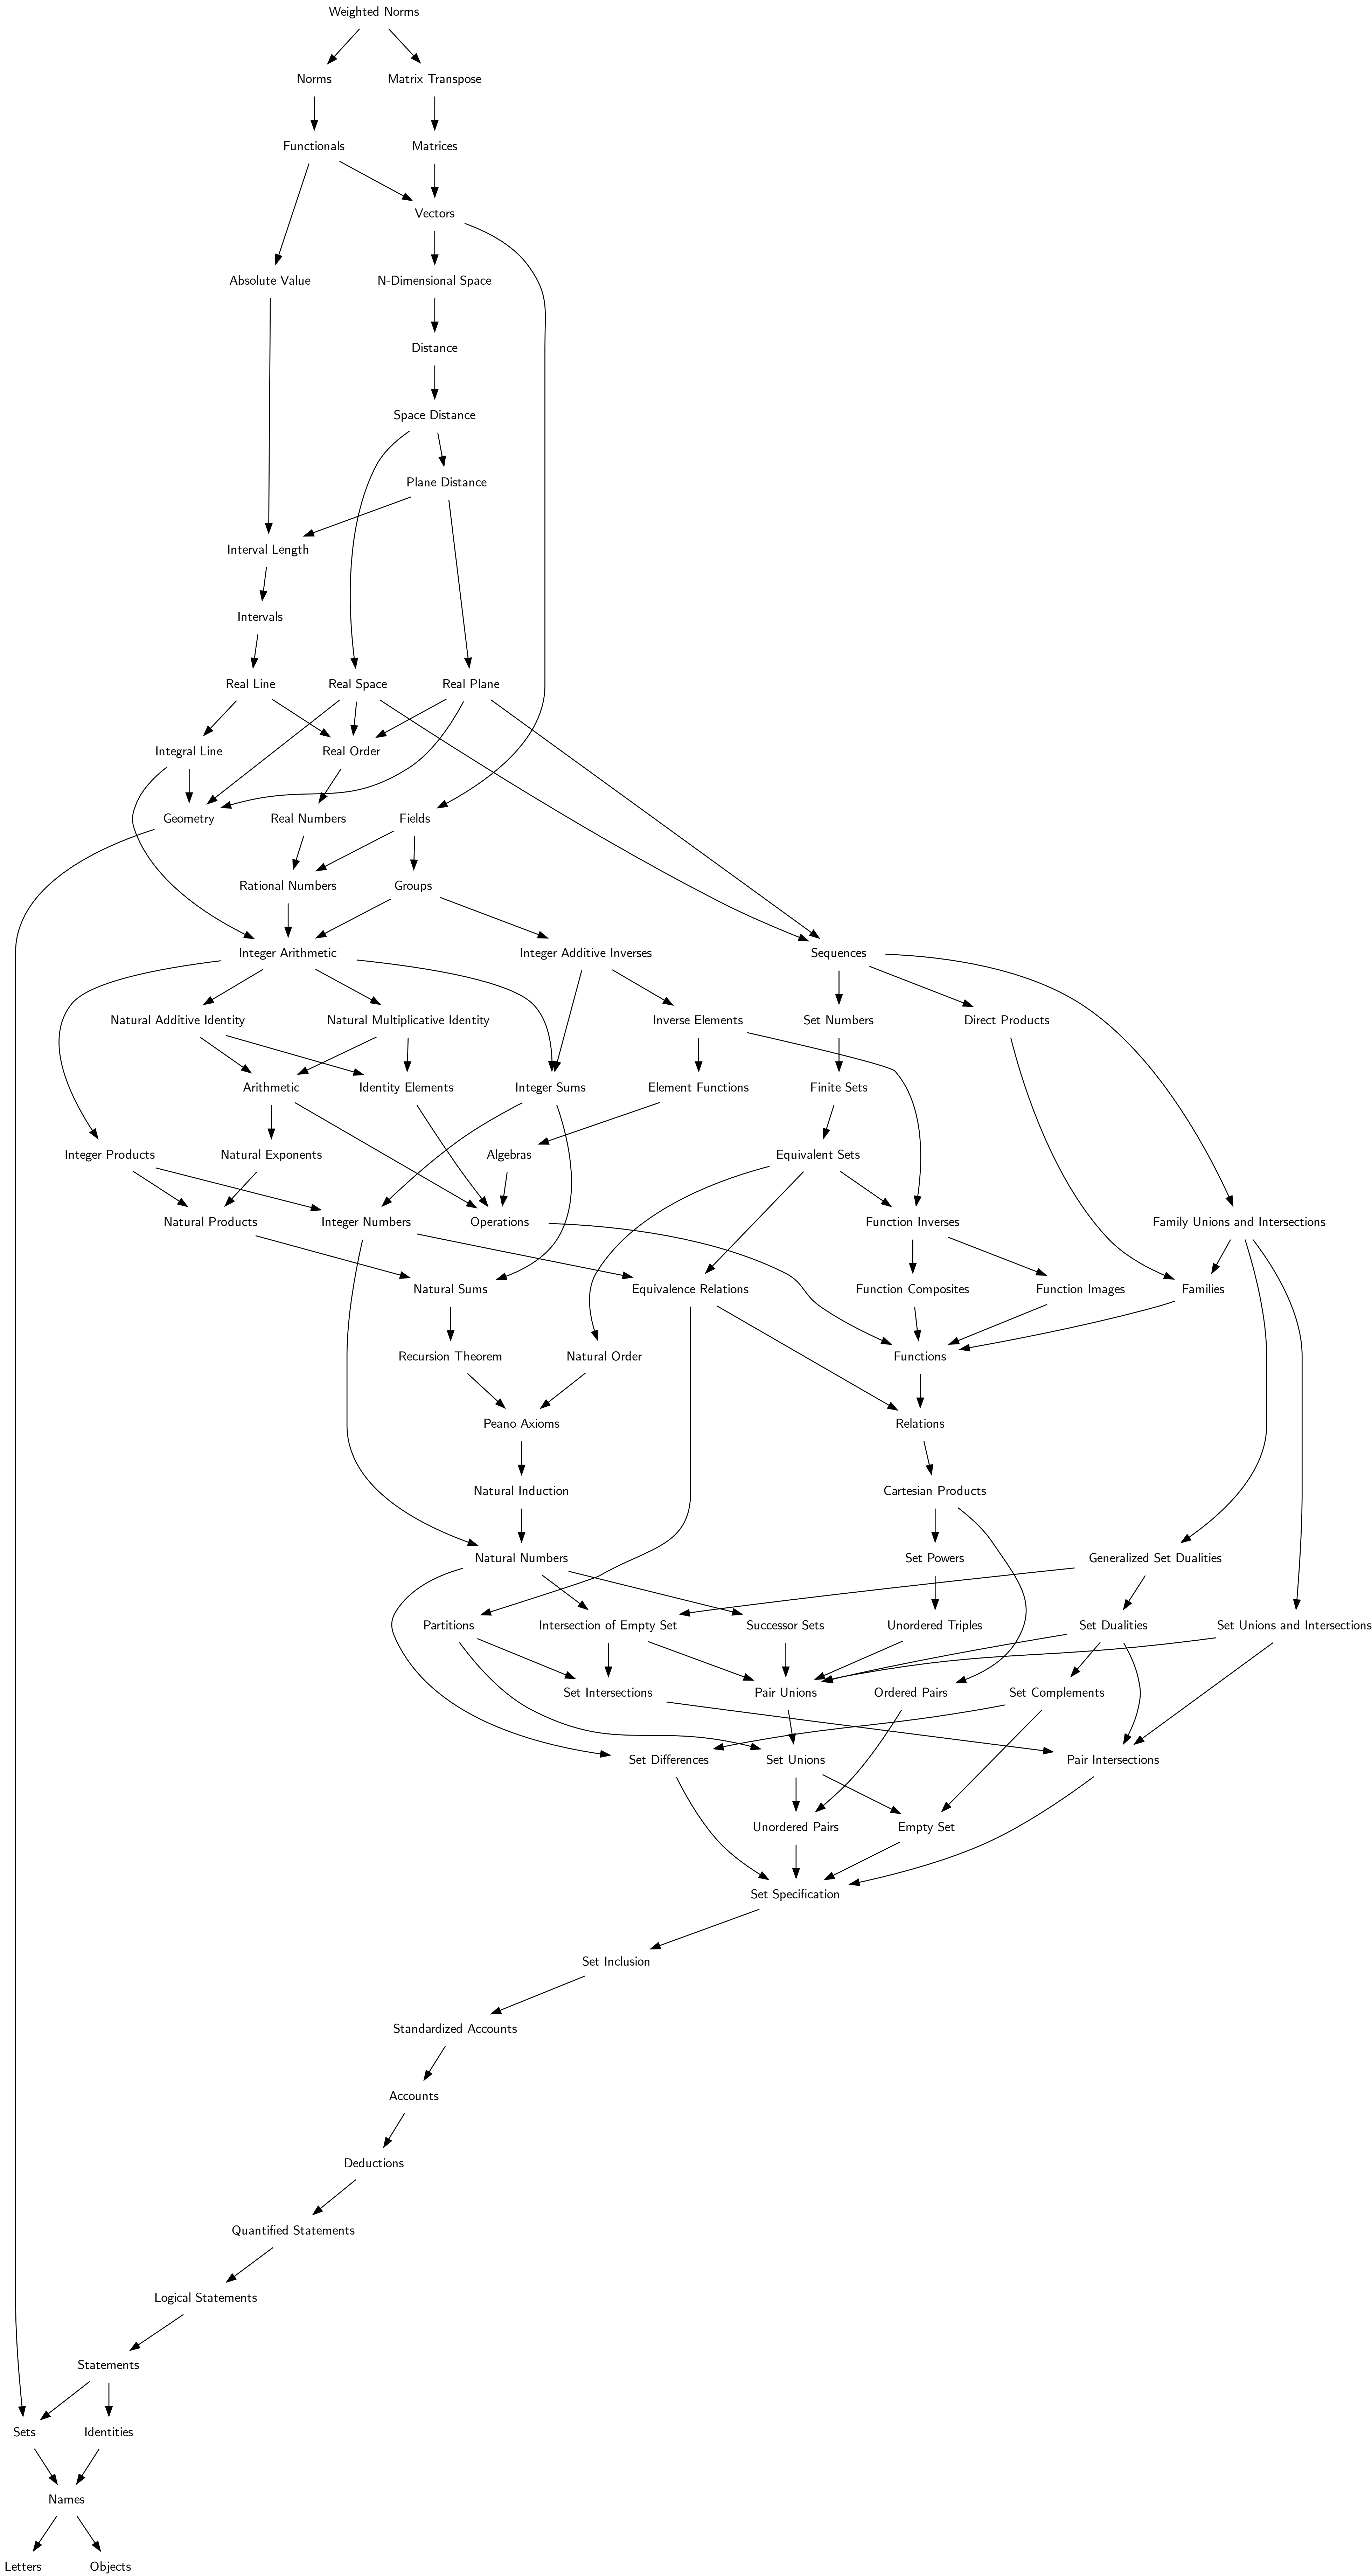 Weighted Norms
Norms
Matrix Transpose
Functionals
Matrices
Vectors
Absolute Value
N-Dimensional Space
Distance
Space Distance
Plane Distance
Interval Length
Intervals
Real Line
Real Space
Real Plane
Integral Line
Real Order
Geometry
Real Numbers
Fields
Rational Numbers
Groups
Integer Arithmetic
Integer Additive Inverses
Sequences
Natural Additive Identity
Natural Multiplicative Identity
Inverse Elements
Set Numbers
Direct Products
Arithmetic
Identity Elements
Integer Sums
Element Functions
Finite Sets
Integer Products
Natural Exponents
Algebras
Equivalent Sets
Natural Products
Integer Numbers
Operations
Function Inverses
Family Unions and Intersections
Natural Sums
Equivalence Relations
Function Composites
Function Images
Families
Recursion Theorem
Natural Order
Functions
Peano Axioms
Relations
Natural Induction
Cartesian Products
Natural Numbers
Set Powers
Generalized Set Dualities
Partitions
Intersection of Empty Set
Successor Sets
Unordered Triples
Set Dualities
Set Unions and Intersections
Set Intersections
Pair Unions
Ordered Pairs
Set Complements
Set Differences
Set Unions
Pair Intersections
Unordered Pairs
Empty Set
Set Specification
Set Inclusion
Standardized Accounts
Accounts
Deductions
Quantified Statements
Logical Statements
Statements
Sets
Identities
Names
Letters
Objects